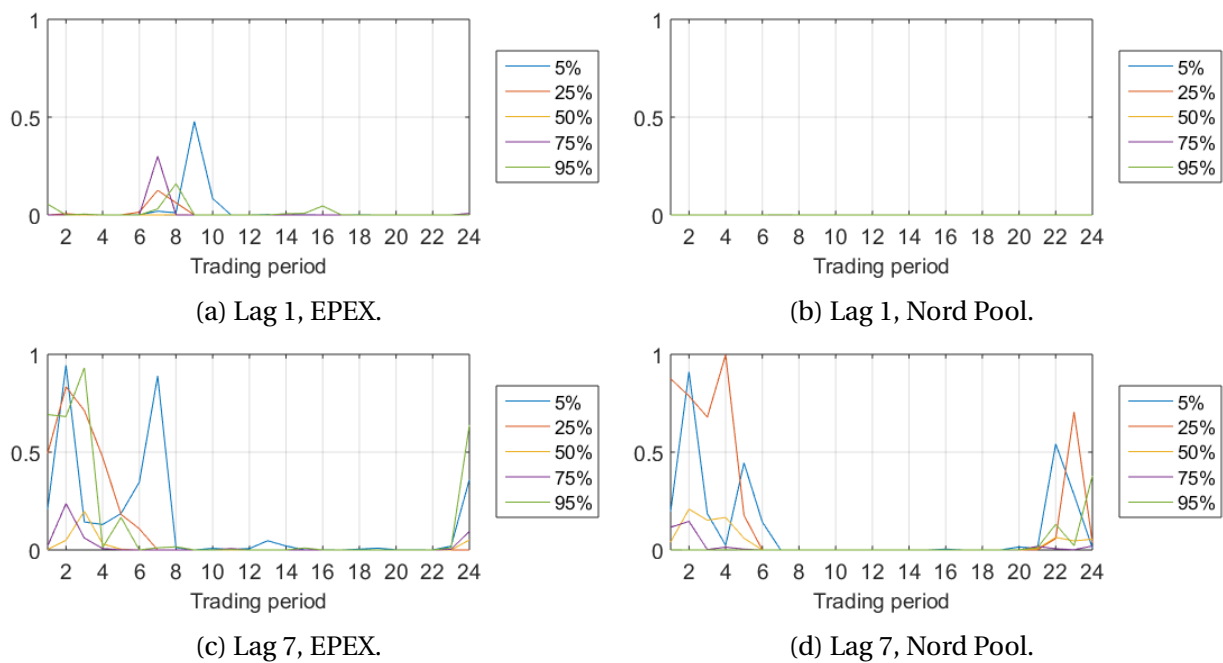 1
0.5
0
2 4 6 8 10 12 14 16 18 20 22 24
Trading period
5%
25%
50%
75%
95%
(a) Lag 1, EPEX.
1
0.5
0
2 4 6 8 10 12 14 16 18 20 22 24
Trading period
5%
25%
50%
75%
95%
(b) Lag 1, Nord Pool.
1
0.5
0
2 4 6 8 10 12 14 16 18 20 22 24
Trading period
5%
25%
50%
75%
95%
(c) Lag 7, EPEX.
1
0.5
0
2 4 6 8 10 12 14 16 18 20 22 24
Trading period
5%
25%
50%
75%
95%
(d) Lag 7, Nord Pool.